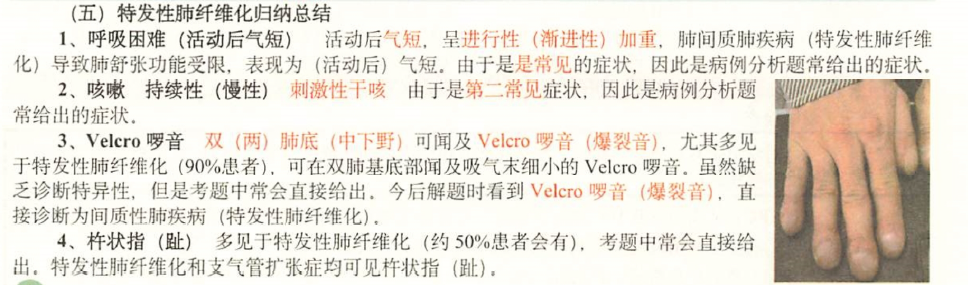 （五）特发性肺纤维化归纳总结
1、呼吸困难（活动后气短） 活动后气短，呈进行性（渐进性）加重，肺间质肺疾病（特发性肺纤维
化）导致肺舒张功能受限，表现为（活动后）气短。由于是是常见的症状，因此是病例分析题常给出的症状。
2、咳嗽 持续性（慢性） 刺激性干咳 由于是第二常见症状，因此是病例分析题
常给出的症状。
3、Velcro 啰音 双（两）肺底（中下野）可闻及 Velcro 啰音（爆裂音），尤其多见
于特发性肺纤维化（90%患者），可在双肺基底部闻及吸气末细小的 Velcro 啰音。虽然缺
乏诊断特异性，但是考题中常会直接给出。今后解题时看到 Velcro 啰音（爆裂音），直
接诊断为间质性肺疾病（特发性肺纤维化）。
4、杵状指（趾） 多见于特发性肺纤维化（约 50%患者会有），考题中常会直接给
出。特发性肺纤维化和支气管扩张症均可见杵状指（趾）。